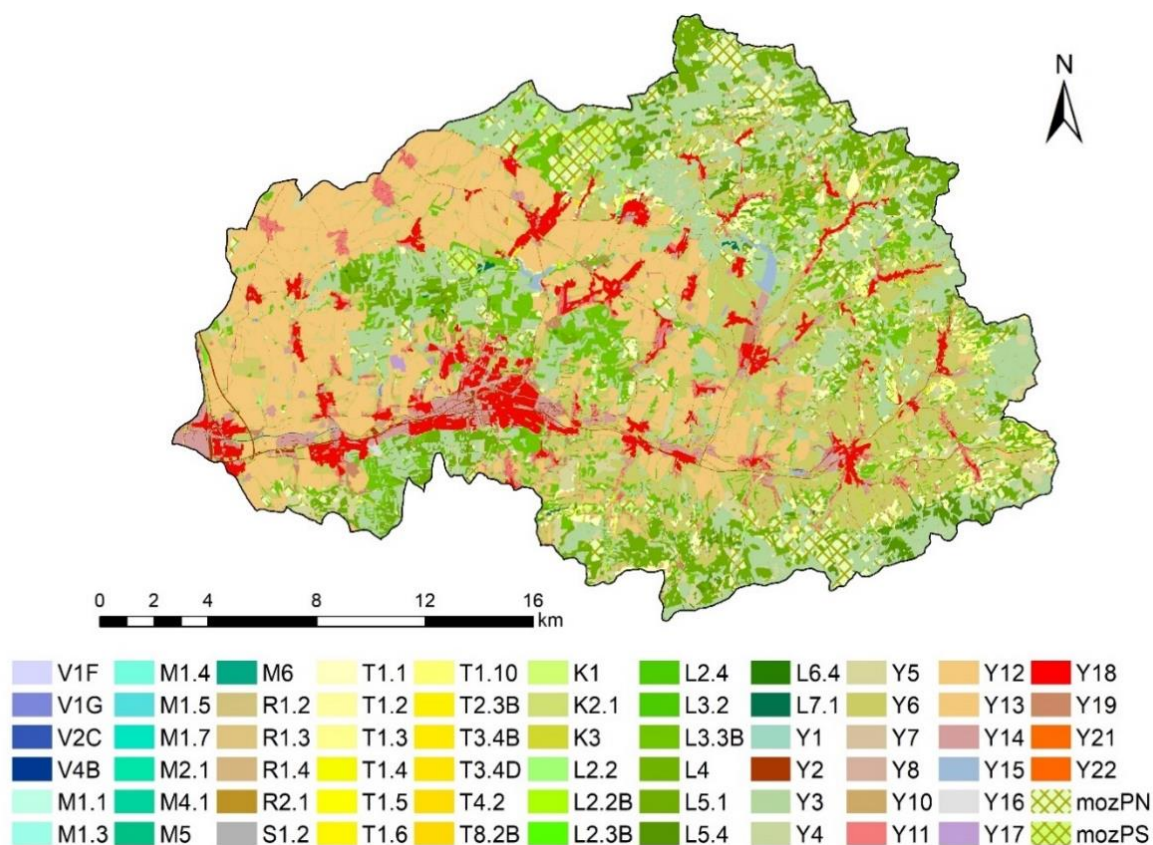 N
0 2 4 8 12 16
km
V1F M1.4 M6 T1.1 T1.10 K1 L2.4 L6.4 Y5 Y12 Y18
V1G M1.5 R1.2 T1.2 T2.3B K2.1 L3.2 L7.1 Y6 Y13 Y19
V2C M1.7 R1.3 T1.3 T3.4B K3 L3.3B Y1 Y7 Y14 Y21
V4B M2.1 R1.4 T1.4 T3.4D L2.2 L4 Y2 Y8 Y15 Y22
M1.1 M4.1 R2.1 T1.5 T4.2 L2.2B L5.1 Y3 Y10 Y16 mozPN
M1.3 M5 S1.2 T1.6 T8.2B L2.3B L5.4 Y4 Y11 Y17 mozPS